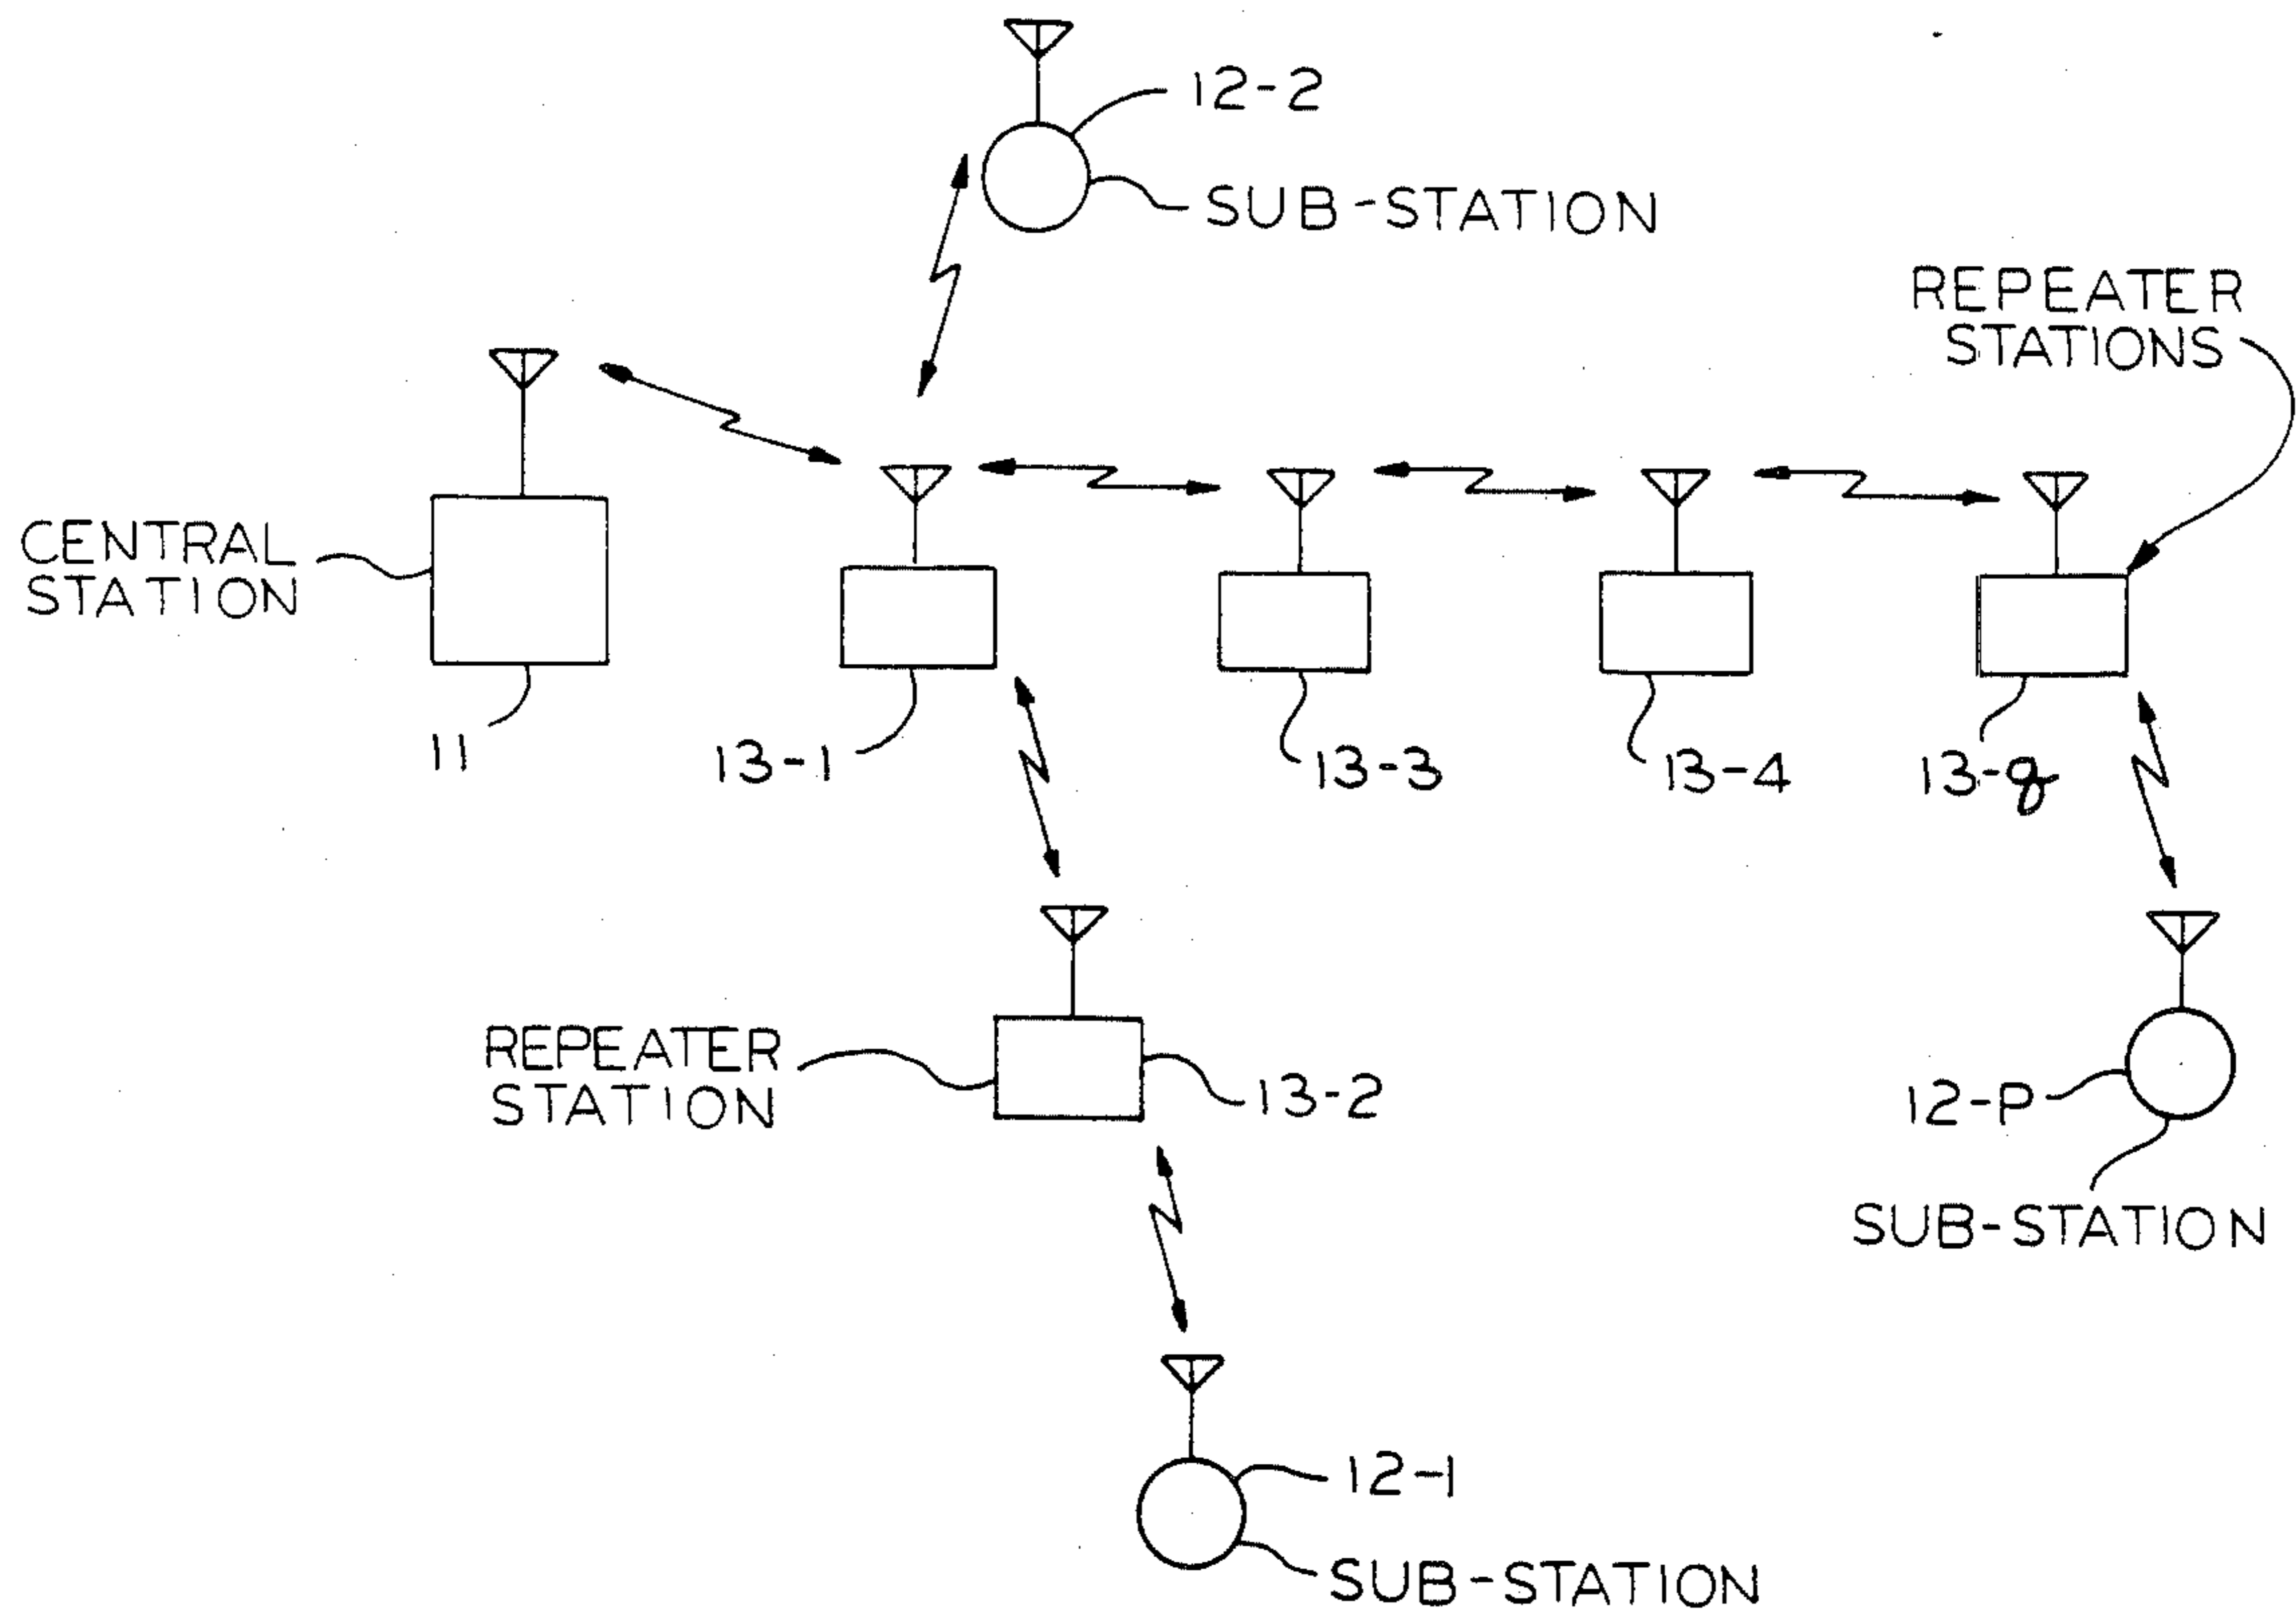 12-2
SUB-STATION
REPEATER
STATIONS
CENTRAL
STATION
11
13-1
13-3
13-4
13-q
REPEATER
STATION
13-2
12-P
SUB-STATION
12-1
SUB-STATION